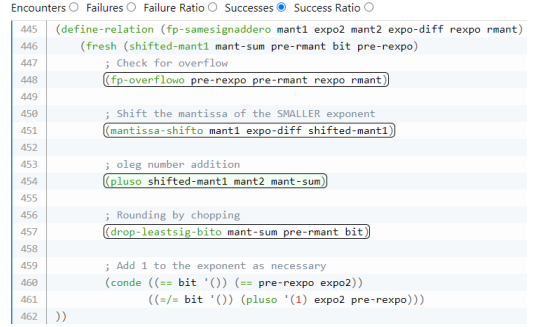 Encounters Failures Failure Ratio Successes Success Ratio
445 (define-relation (fp-samesignaddero mant1 expo2 mant2 expo-diff rexpo rmant)
446 (fresh (shifted-mant1 mant-sum pre-rmant bit pre-rexpo)
447 ; Check for overflow
448 (fp-overflowo pre-rexpo pre-rmant rexpo rmant)
449
450 ; Shift the mantissa of the SMALLER exponent
451 (mantissa-shifto mant1 expo-diff shifted-mant1)
452
453 ; oleg number addition
454 (pluso shifted-mant1 mant2 mant-sum)
455
456 ; Rounding by chopping
457 (drop-leastsig-bito mant-sum pre-rmant bit)
458
459 ; Add 1 to the exponent as necessary
460 (conde ((== bit '()) (== pre-rexpo expo2))
461 ((=/= bit '()) (pluso '(1) expo2 pre-rexpo)))
462 ))